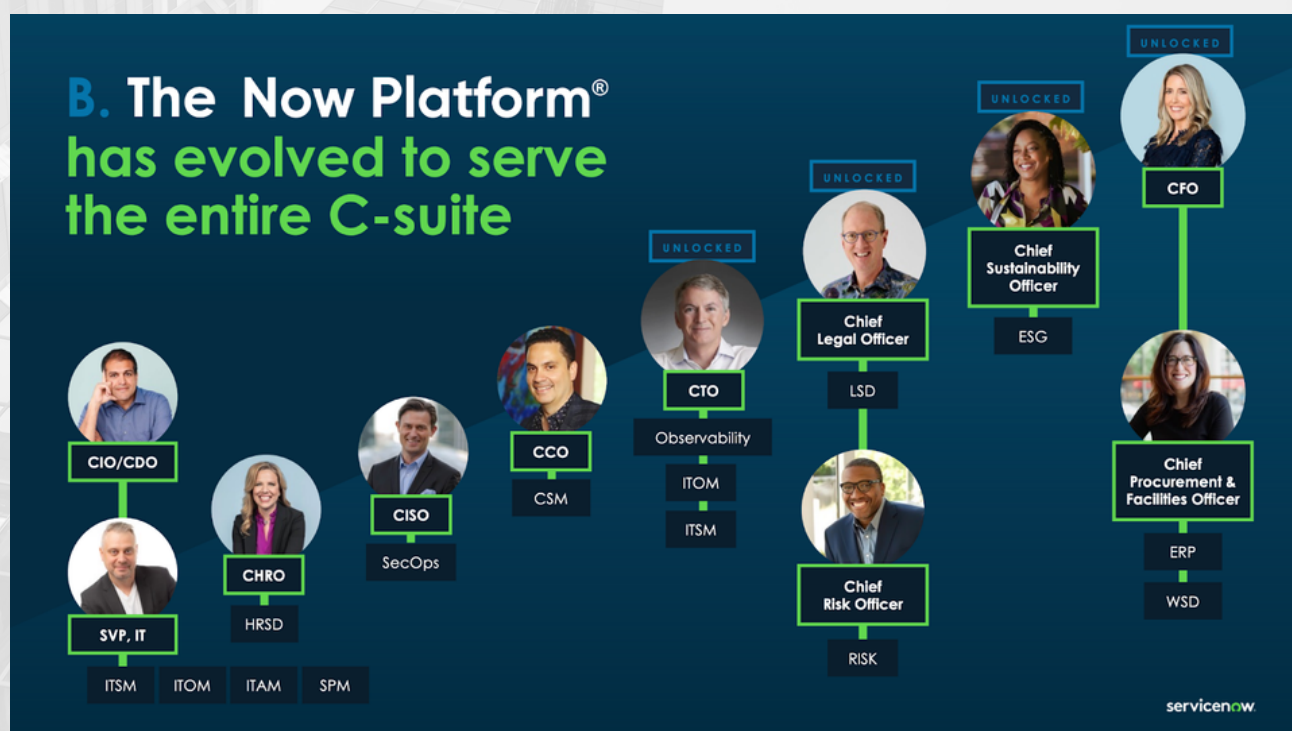 B. The Now Platform®
has evolved to serve
the entire C-suite
CIO/CDO
SVP, IT
ITSM
ITOM
ITAM
SPM
CHRO
HRSD
CISO
SecOps
CCO
CSM
UNLOCKED
CTO
Observability
ITOM
ITSM
UNLOCKED
Chief
Legal Officer
LSD
Chief
Risk Officer
RISK
UNLOCKED
Chief
Sustainability
Officer
ESG
UNLOCKED
CFO
Chief
Procurement &
Facilities Officer
ERP
WSD
servicenow